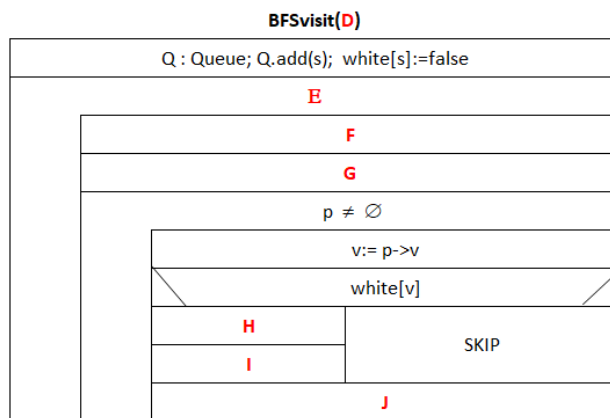 BFSvisit(D)
Q : Queue; Q.add(s); white[s]:=false
E
F
G
p ≠ ∅
v:= p->v
white[v]
H
SKIP
I
J